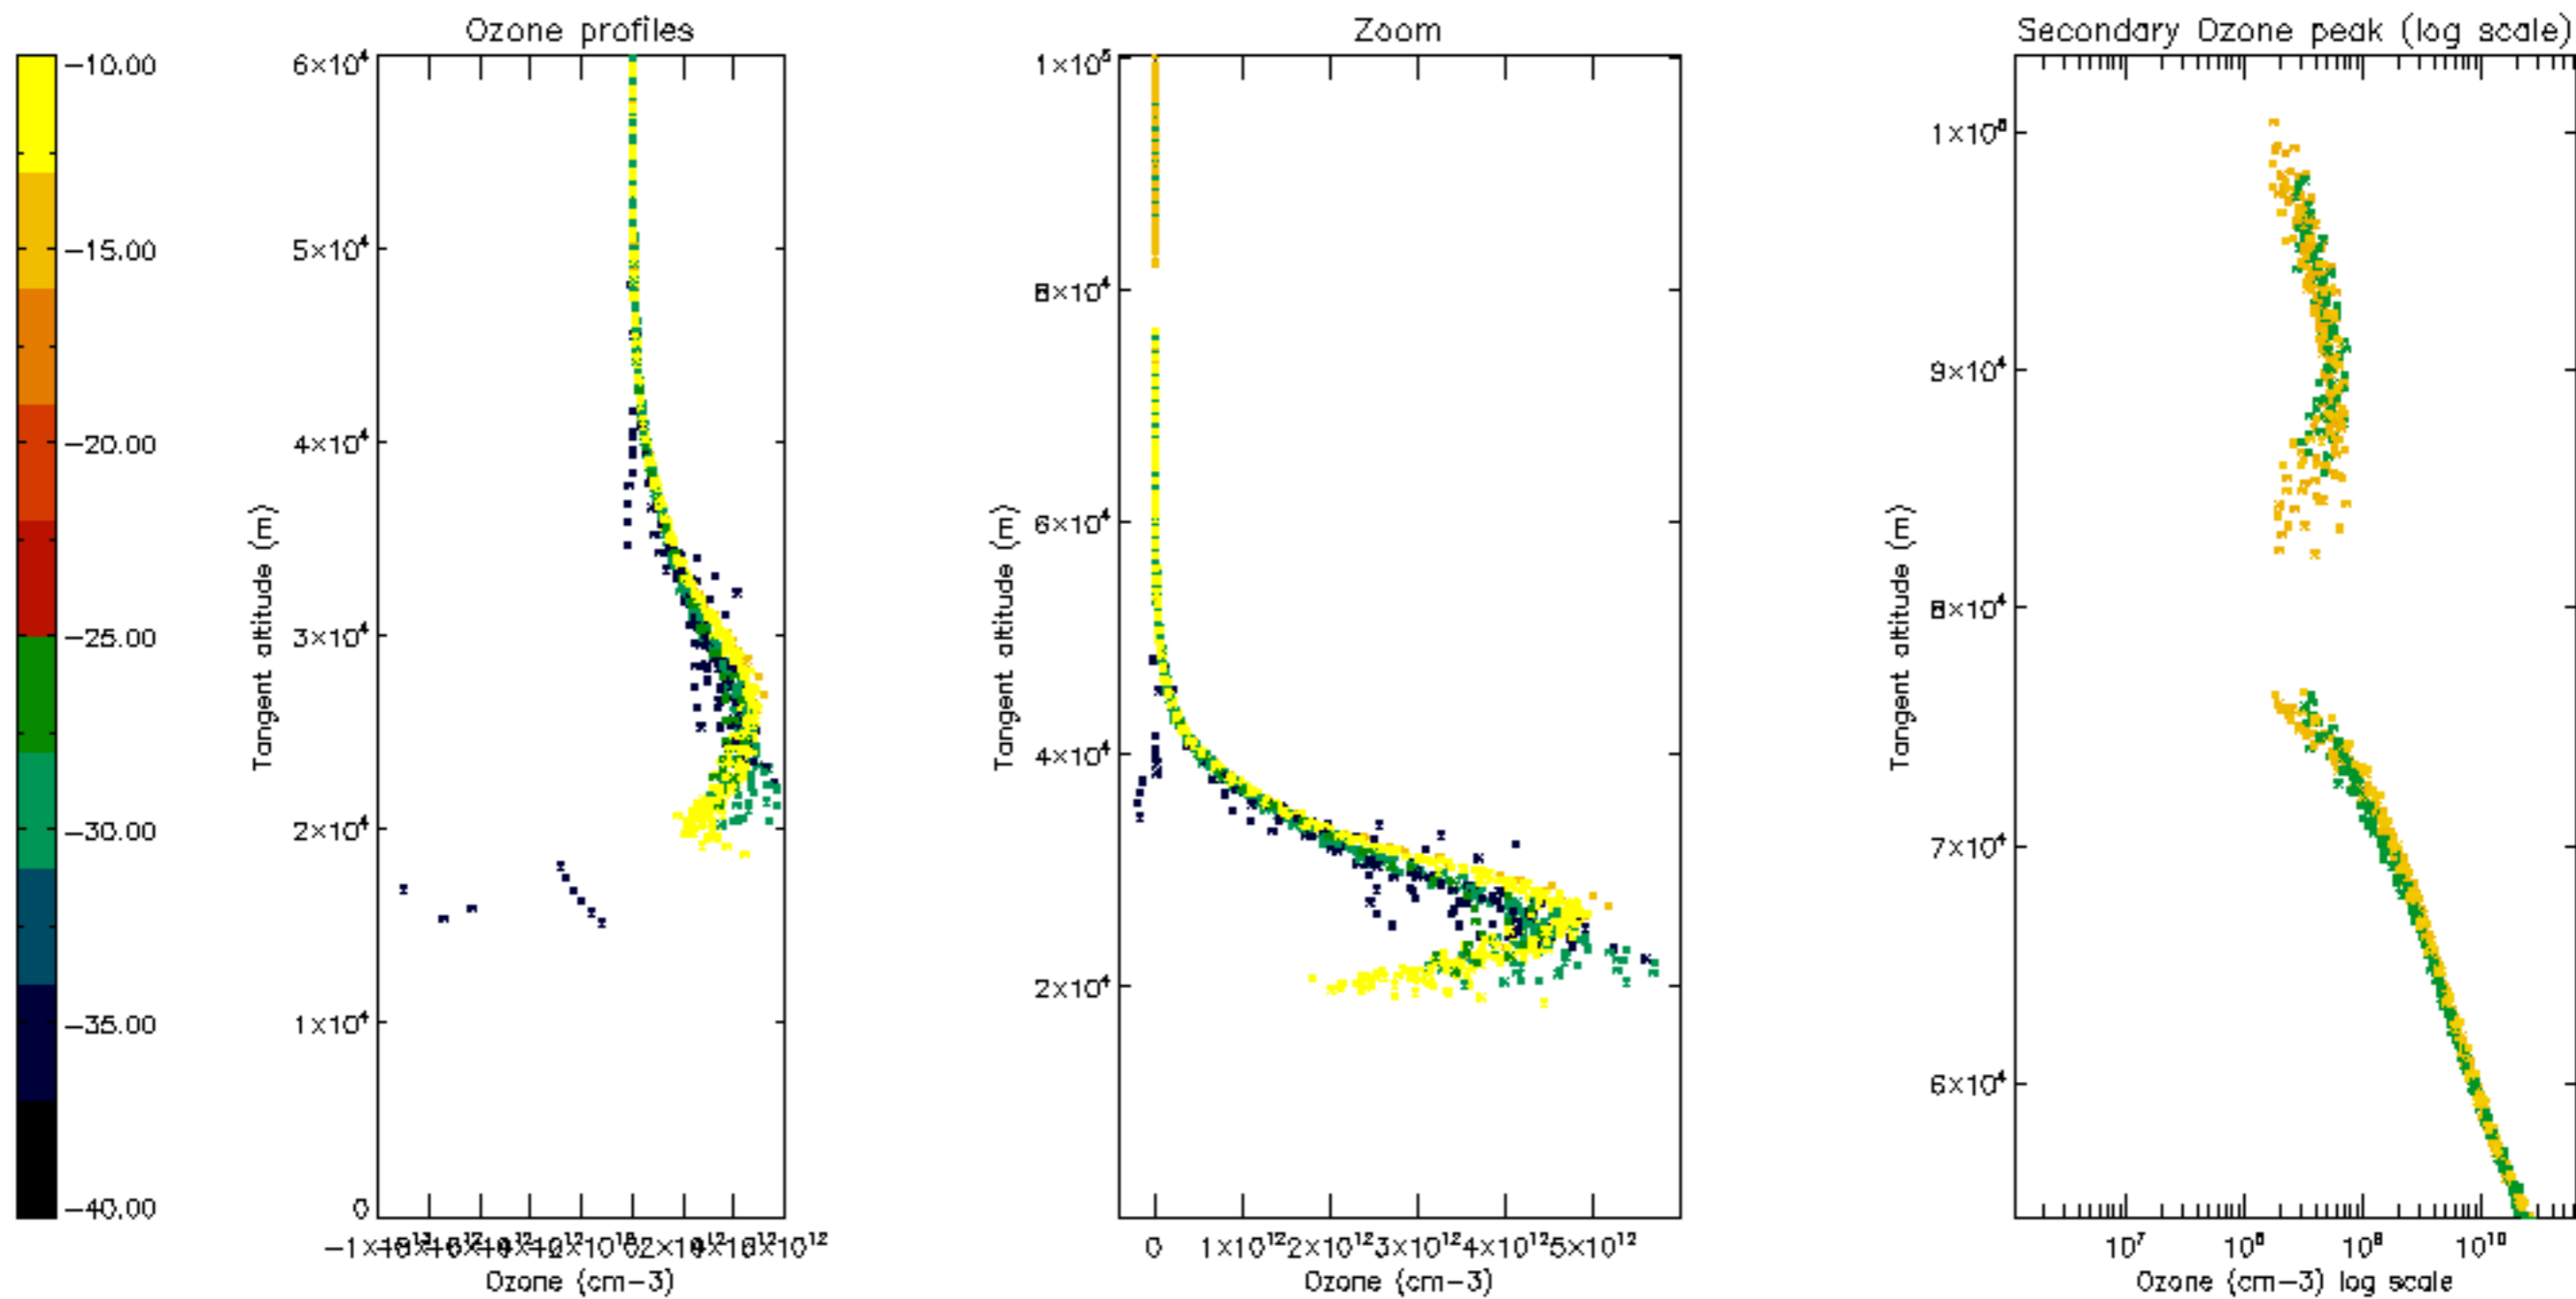 Ozone profiles
Zoom
Secondary Ozone peak (log scale)
−10.00
−15.00
−20.00
−25.00
−30.00
−35.00
−40.00
6×10⁴
5×10⁴
4×10⁴
3×10⁴
2×10⁴
1×10⁴
0
Tangent altitude (m)
Ozone (cm−3)
1×10⁵
8×10⁴
6×10⁴
4×10⁴
2×10⁴
Tangent altitude (m)
0 1×10¹² 2×10¹² 3×10¹² 4×10¹² 5×10¹²
Ozone (cm−3)
9×10⁴
8×10⁴
7×10⁴
6×10⁴
Tangent altitude (m)
10⁷ 10⁸ 10⁹ 10¹⁰
Ozone (cm−3) log scale